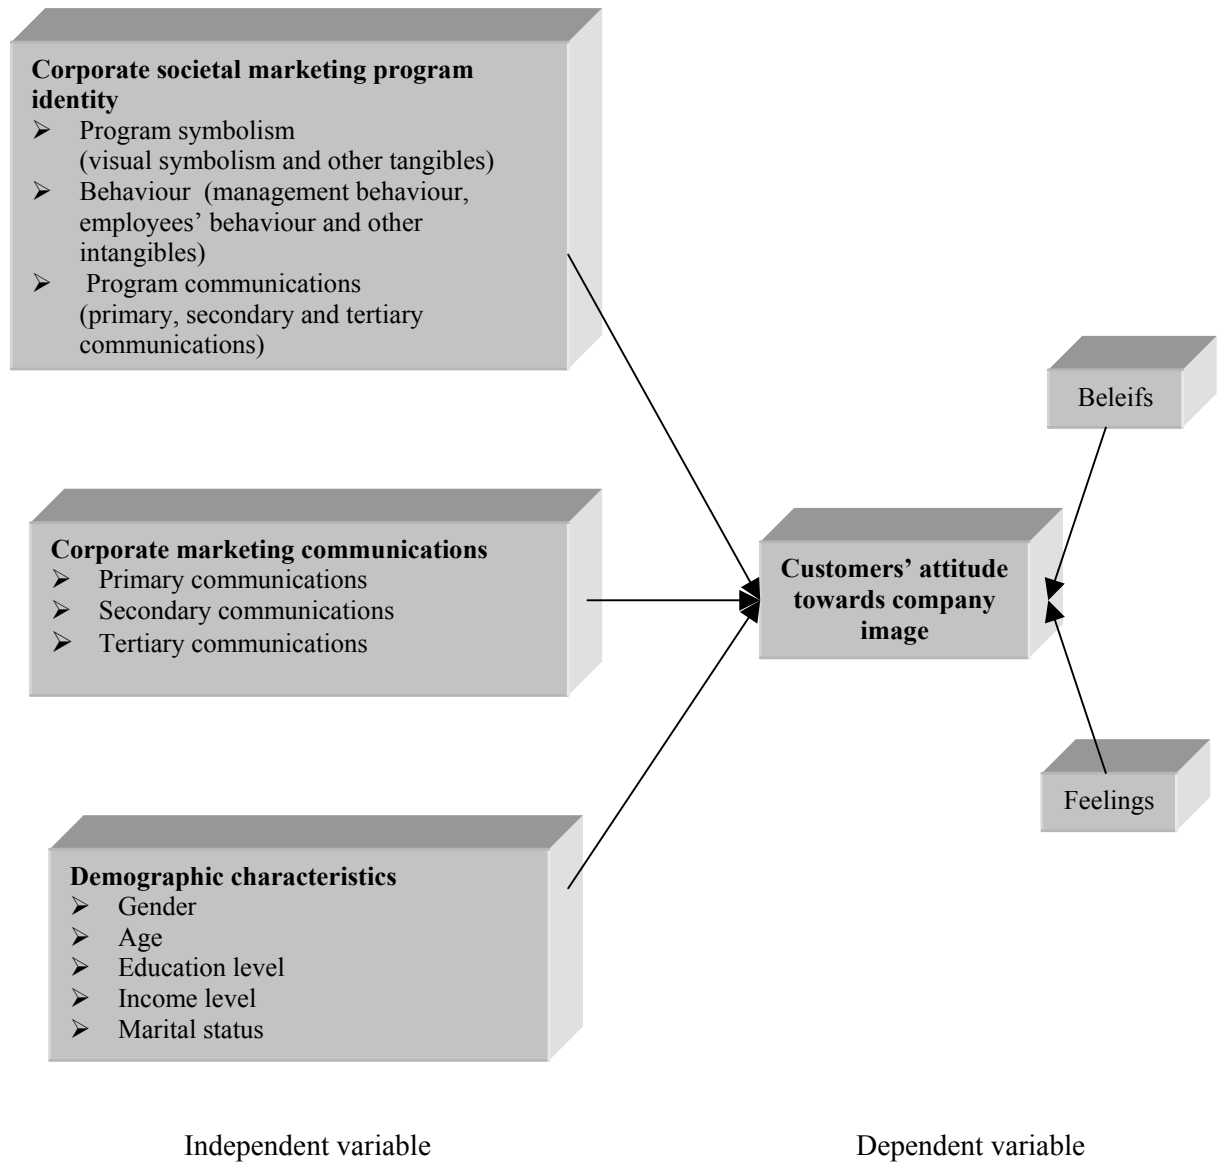 Corporate societal marketing program
identity
➢ Program symbolism
(visual symbolism and other tangibles)
➢ Behaviour (management behaviour,
employees’ behaviour and other
intangibles)
➢ Program communications
(primary, secondary and tertiary
communications)
Corporate marketing communications
➢ Primary communications
➢ Secondary communications
➢ Tertiary communications
Demographic characteristics
➢ Gender
➢ Age
➢ Education level
➢ Income level
➢ Marital status
Customers’ attitude
towards company
image
Beleifs
Feelings
Independent variable
Dependent variable